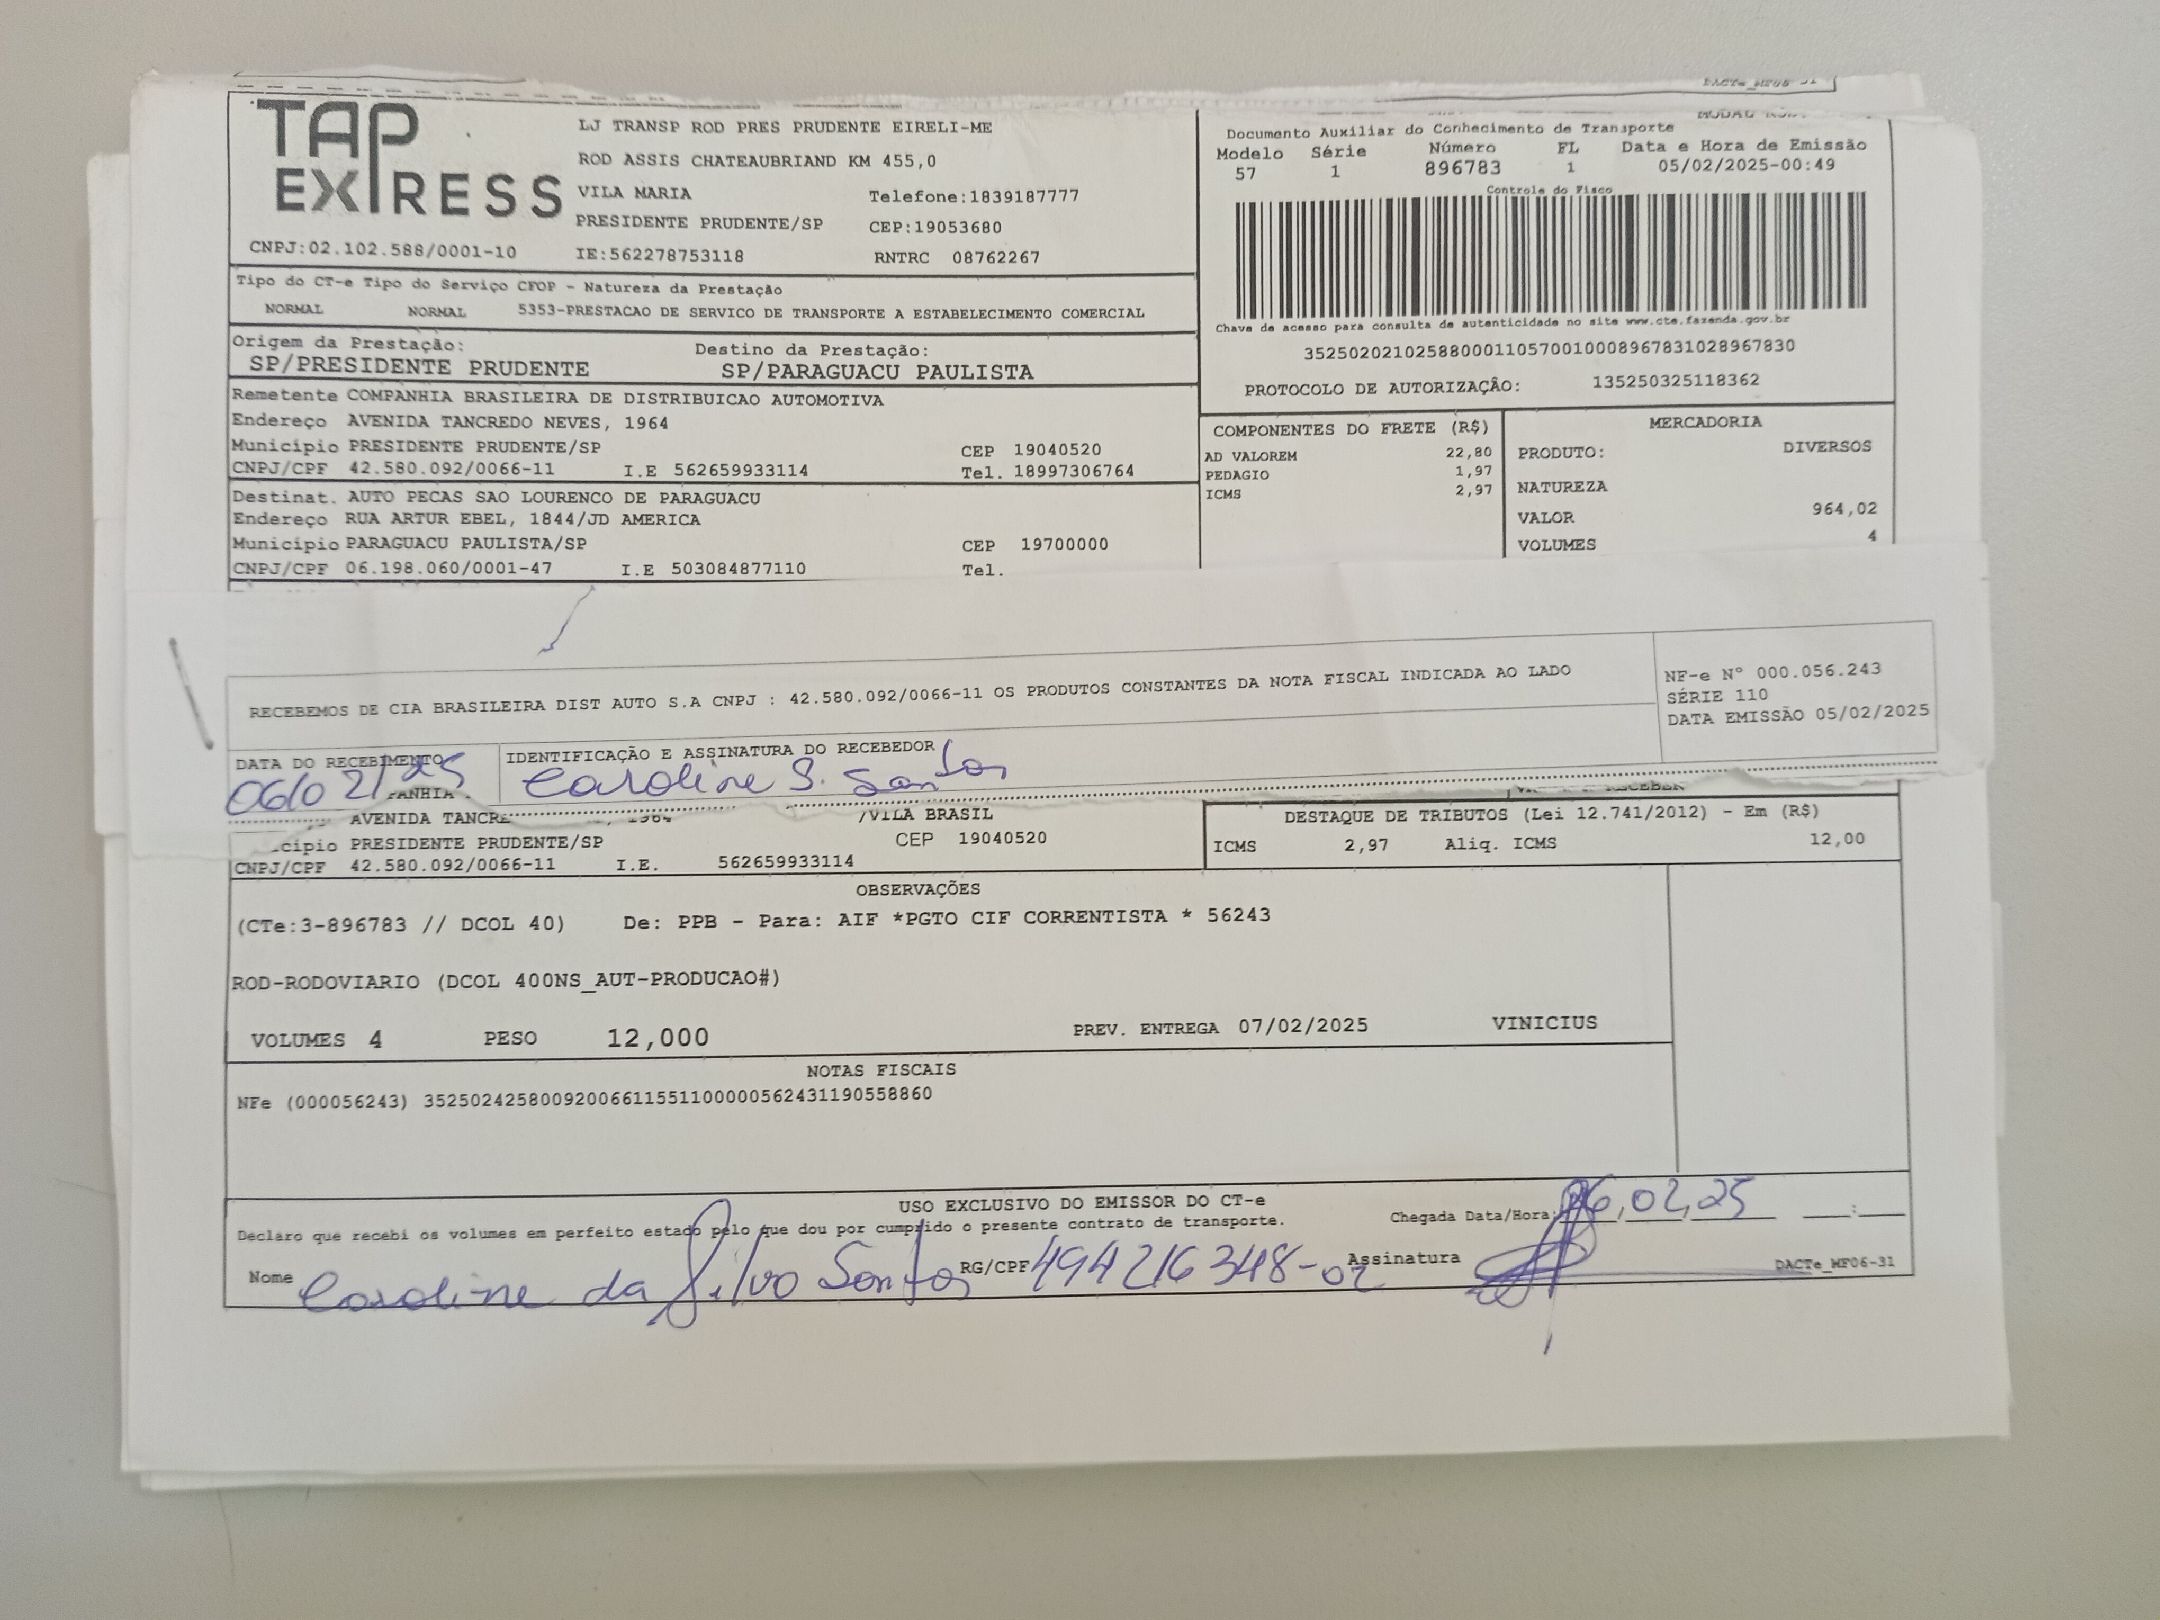 DACTe_MF06-31
TAP EXPRESS
CNPJ:02.102.588/0001-10
LJ TRANSP ROD PRES PRUDENTE EIRELI-ME
ROD ASSIS CHATEAUBRIAND KM 455,0
VILA MARIA Telefone:1839187777
PRESIDENTE PRUDENTE/SP CEP:19053680
IE:562278753118 RNTRC 08762267
Documento Auxiliar do Conhecimento de Transporte
Modelo Série Número FL Data e Hora de Emissão
57 1 896783 1 05/02/2025-00:49
Controle do Fisco
Chave de acesso para consulta de autenticidade no site www.cte.fazenda.gov.br
35250202102588000110570010008967831028967830
PROTOCOLO DE AUTORIZAÇÃO: 135250325118362
Tipo do CT-e Tipo do Serviço CFOP - Natureza da Prestação
NORMAL NORMAL 5353-PRESTACAO DE SERVICO DE TRANSPORTE A ESTABELECIMENTO COMERCIAL
Origem da Prestação: Destino da Prestação:
SP/PRESIDENTE PRUDENTE SP/PARAGUACU PAULISTA
Remetente COMPANHIA BRASILEIRA DE DISTRIBUICAO AUTOMOTIVA
Endereço AVENIDA TANCREDO NEVES, 1964
Município PRESIDENTE PRUDENTE/SP CEP 19040520
CNPJ/CPF 42.580.092/0066-11 I.E 562659933114 Tel. 18997306764
Destinat. AUTO PECAS SAO LOURENCO DE PARAGUACU
Endereço RUA ARTUR EBEL, 1844/JD AMERICA
Município PARAGUACU PAULISTA/SP CEP 19700000
CNPJ/CPF 06.198.060/0001-47 I.E 503084877110 Tel.
COMPONENTES DO FRETE (R$)
AD VALOREM 22,80
PEDAGIO 1,97
ICMS 2,97
MERCADORIA
PRODUTO: DIVERSOS
NATUREZA
VALOR 964,02
VOLUMES 4
RECEBEMOS DE CIA BRASILEIRA DIST AUTO S.A CNPJ : 42.580.092/0066-11 OS PRODUTOS CONSTANTES DA NOTA FISCAL INDICADA AO LADO
NF-e Nº 000.056.243
SÉRIE 110
DATA EMISSÃO 05/02/2025
DATA DO RECEBIMENTO IDENTIFICAÇÃO E ASSINATURA DO RECEBEDOR
06/02/25 Caroline S. Santos
AVENIDA TANCRE , 1964 /VILA BRASIL
cípio PRESIDENTE PRUDENTE/SP CEP 19040520
CNPJ/CPF 42.580.092/0066-11 I.E. 562659933114
DESTAQUE DE TRIBUTOS (Lei 12.741/2012) - Em (R$)
ICMS 2,97 Aliq. ICMS 12,00
OBSERVAÇÕES
(CTe:3-896783 // DCOL 40) De: PPB - Para: AIF *PGTO CIF CORRENTISTA * 56243
ROD-RODOVIARIO (DCOL 400NS_AUT-PRODUCAO#)
VOLUMES 4 PESO 12,000 PREV. ENTREGA 07/02/2025 VINICIUS
NOTAS FISCAIS
NFe (000056243) 35250242580092006611551100000562431190558860
USO EXCLUSIVO DO EMISSOR DO CT-e
Declaro que recebi os volumes em perfeito estado pelo que dou por cumprido o presente contrato de transporte. Chegada Data/Hora: 06,02,25 :
Nome Caroline da Silva Santos RG/CPF 494216348-02 Assinatura DACTe_MF06-31